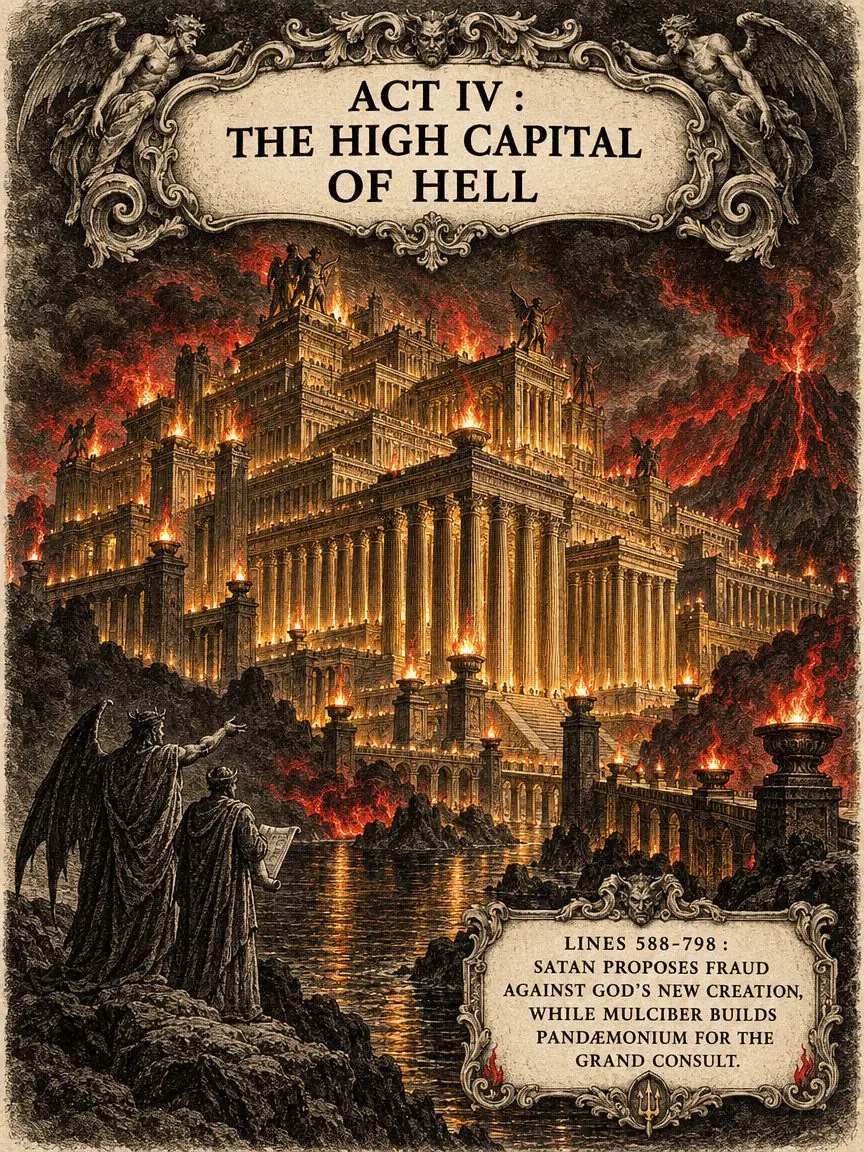 ACT IV :
THE HIGH CAPITAL
OF HELL
LINES 588-798 :
SATAN PROPOSES FRAUD
AGAINST GOD'S NEW CREATION,
WHILE MULCIBER BUILDS
PANDÆMONIUM FOR THE
GRAND CONSULT.